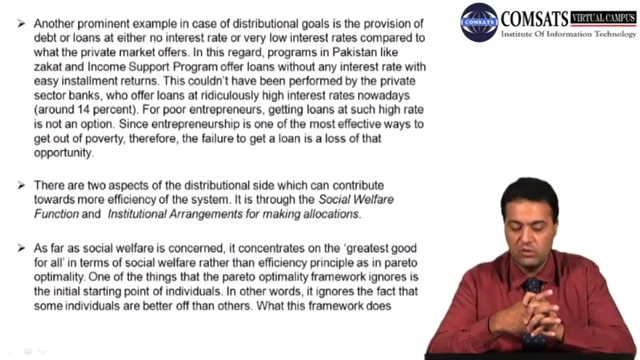 COMSATS VIRTUAL CAMPUS
Institute Of Information Technology
➢ Another prominent example in case of distributional goals is the provision of
debt or loans at either no interest rate or very low interest rates compared to
what the private market offers. In this regard, programs in Pakistan like
zakat and Income Support Program offer loans without any interest rate with
easy installment returns. This couldn't have been performed by the private
sector banks, who offer loans at ridiculously high interest rates nowadays
(around 14 percent). For poor entrepreneurs, getting loans at such high rate
is not an option. Since entrepreneurship is one of the most effective ways to
get out of poverty, therefore, the failure to get a loan is a loss of that
opportunity.
➢ There are two aspects of the distributional side which can contribute
towards more efficiency of the system. It is through the Social Welfare
Function and Institutional Arrangements for making allocations.
➢ As far as social welfare is concerned, it concentrates on the 'greatest good
for all' in terms of social welfare rather than efficiency principle as in pareto
optimality. One of the things that the pareto optimality framework ignores is
the initial starting point of individuals. In other words, it ignores the fact that
some individuals are better off than others. What this framework does